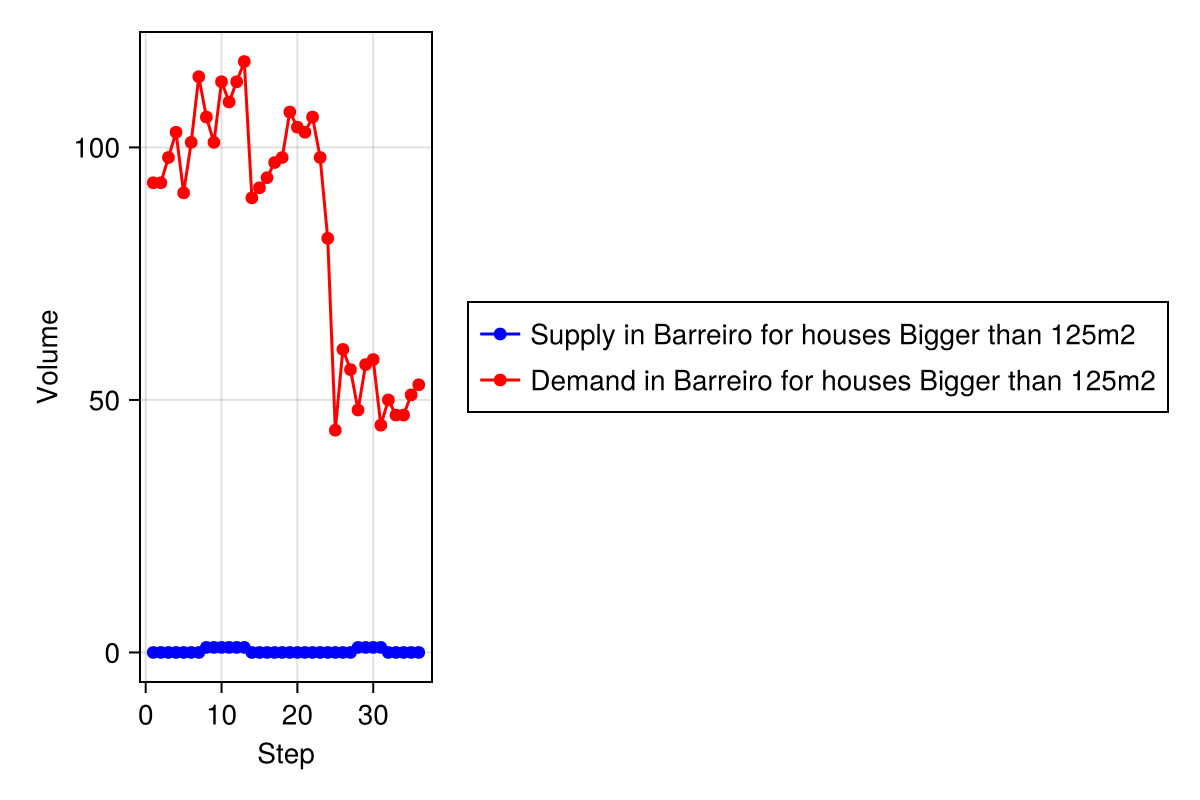 100
50
0
Volume
0 10 20 30
Step
Supply in Barreiro for houses Bigger than 125m2
Demand in Barreiro for houses Bigger than 125m2